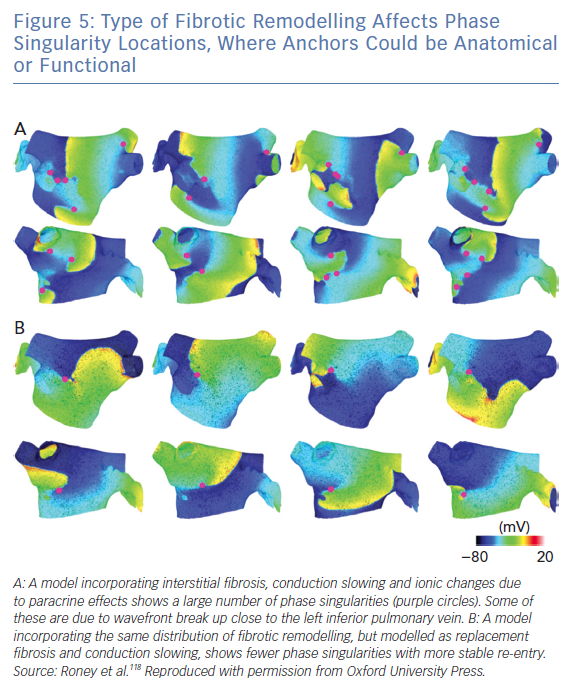 Figure 5: Type of Fibrotic Remodelling Affects Phase
Singularity Locations, Where Anchors Could be Anatomical
or Functional
A
B
(mV)
−80 20
A: A model incorporating interstitial fibrosis, conduction slowing and ionic changes due
to paracrine effects shows a large number of phase singularities (purple circles). Some of
these are due to wavefront break up close to the left inferior pulmonary vein. B: A model
incorporating the same distribution of fibrotic remodelling, but modelled as replacement
fibrosis and conduction slowing, shows fewer phase singularities with more stable re-entry.
Source: Roney et al.118 Reproduced with permission from Oxford University Press.